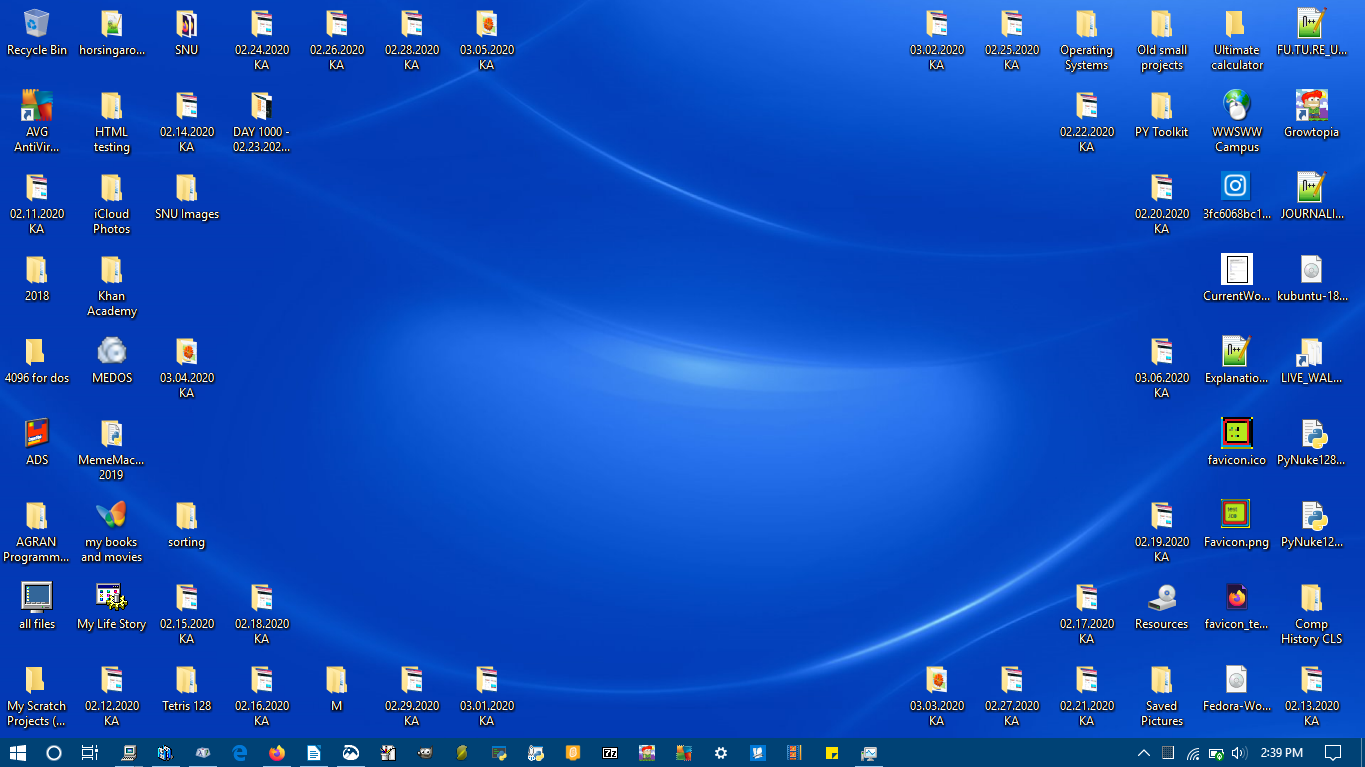 Recycle Bin
horsingaro...
SNU
02.24.2020
KA
02.26.2020
KA
02.28.2020
KA
03.05.2020
KA
03.02.2020
KA
02.25.2020
KA
Operating
Systems
Old small
projects
Ultimate
calculator
FU.TU.RE_U...
AVG
AntiVir...
HTML
testing
02.14.2020
KA
DAY 1000 -
02.23.202...
02.22.2020
KA
PY Toolkit
WWSWW
Campus
Growtopia
02.11.2020
KA
iCloud
Photos
SNU Images
02.20.2020
KA
3fc6068bc1...
JOURNALI...
2018
Khan
Academy
CurrentWo...
kubuntu-18...
4096 for dos
MEDOS
03.04.2020
KA
03.06.2020
KA
Explanatio...
LIVE_WAL...
ADS
MemeMac...
2019
favicon.ico
PyNuke128...
AGRAN
Programm...
my books
and movies
sorting
02.19.2020
KA
Favicon.png
PyNuke12...
all files
My Life Story
02.15.2020
KA
02.18.2020
KA
02.17.2020
KA
Resources
favicon_te...
Comp
History CLS
My Scratch
Projects (...
02.12.2020
KA
Tetris 128
02.16.2020
KA
M
02.29.2020
KA
03.01.2020
KA
03.03.2020
KA
02.27.2020
KA
02.21.2020
KA
Saved
Pictures
Fedora-Wo...
02.13.2020
KA
2:39 PM